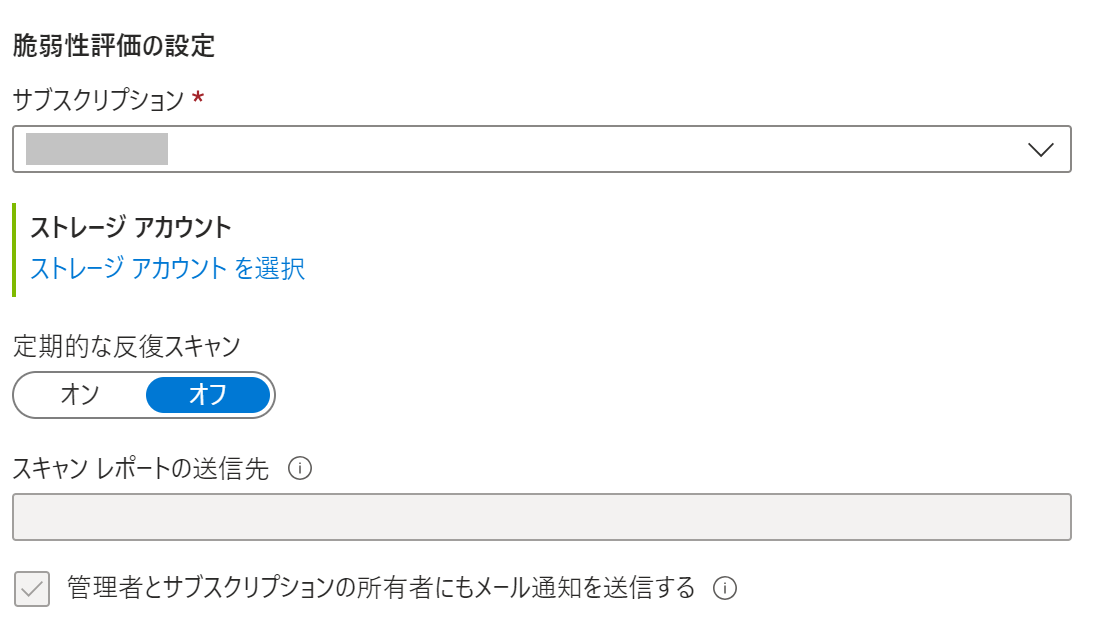 脆弱性評価の設定
サブスクリプション *
ストレージ アカウント
ストレージ アカウント を選択
定期的な反復スキャン
オン オフ
スキャン レポートの送信先
管理者とサブスクリプションの所有者にもメール通知を送信する